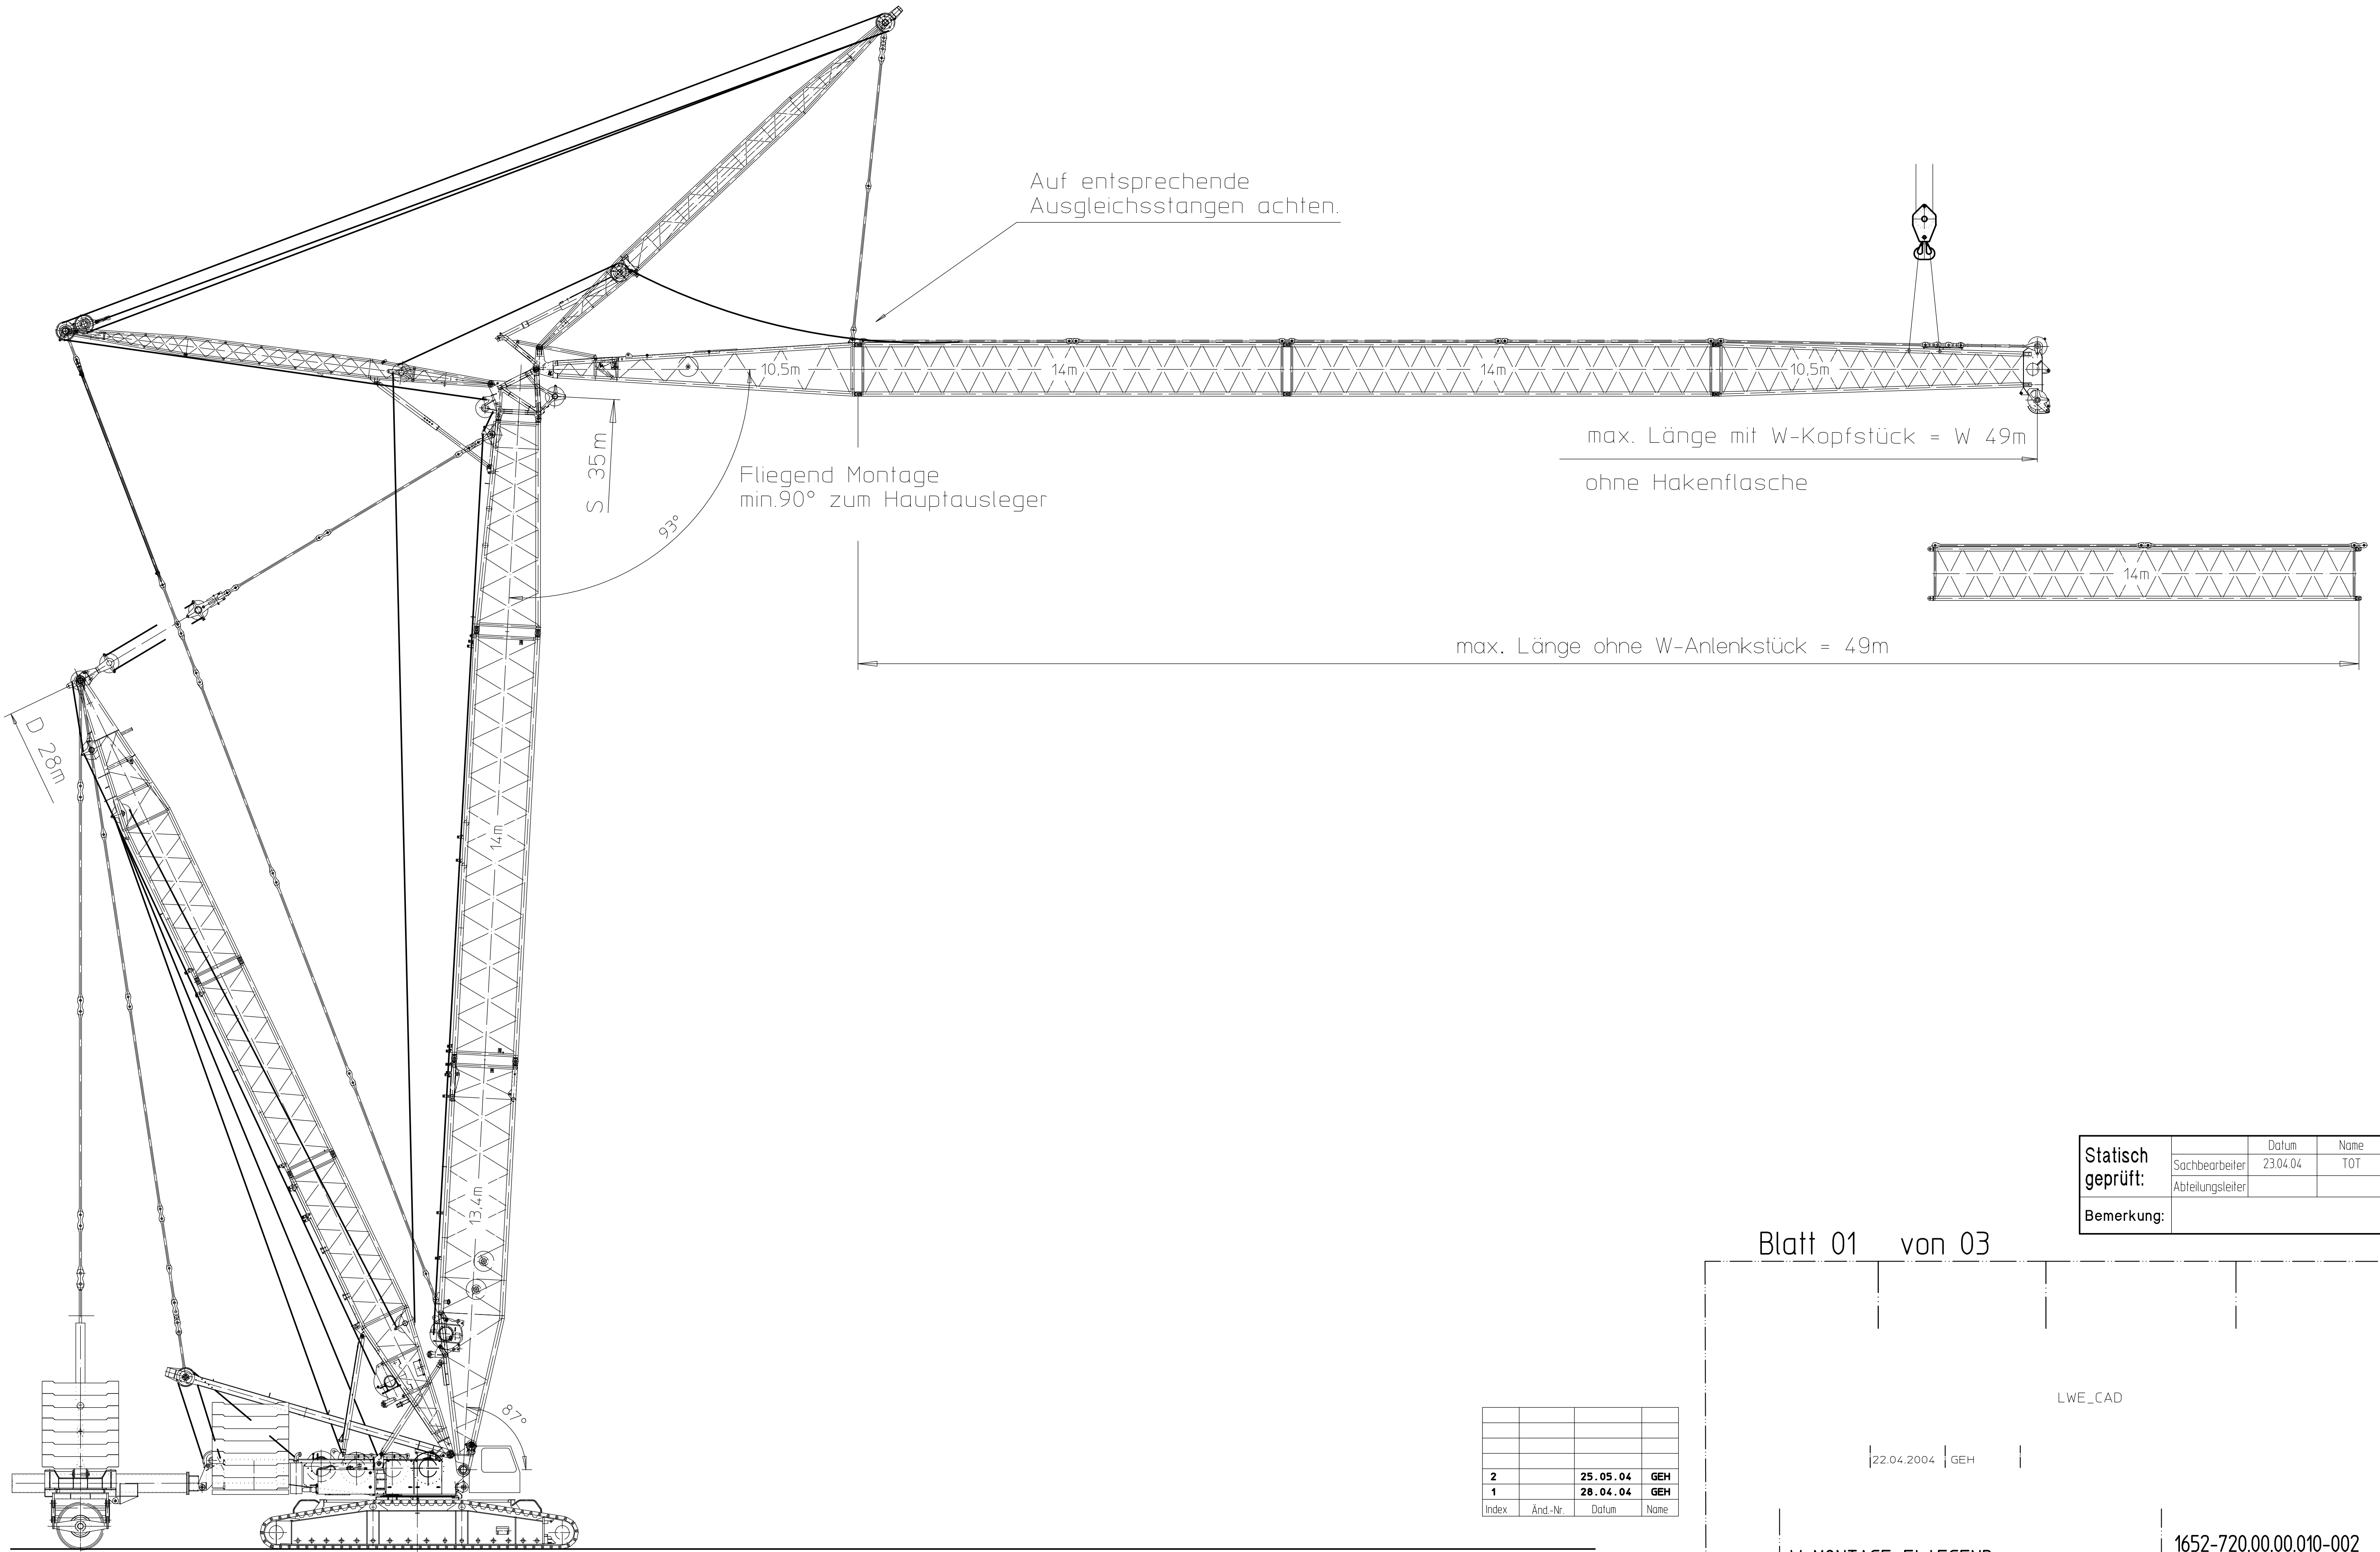 Auf entsprechende
Ausgleichsstangen achten.
10,5m
14m
14m
10,5m
S 35m
Fliegend Montage
min.90° zum Hauptausleger
93°
max. Länge mit W-Kopfstück = W 49m
ohne Hakenflasche
14m
max. Länge ohne W-Anlenkstück = 49m
D 28m
14m
13,4m
87°
Statisch
geprüft:
Datum Name
Sachbearbeiter 23.04.04 TOT
Abteilungsleiter
Bemerkung:
Blatt 01 von 03
LWE_CAD
22.04.2004 GEH
2 25.05.04 GEH
1 28.04.04 GEH
Index Änd.-Nr. Datum Name
1652-720.00.00.010-002